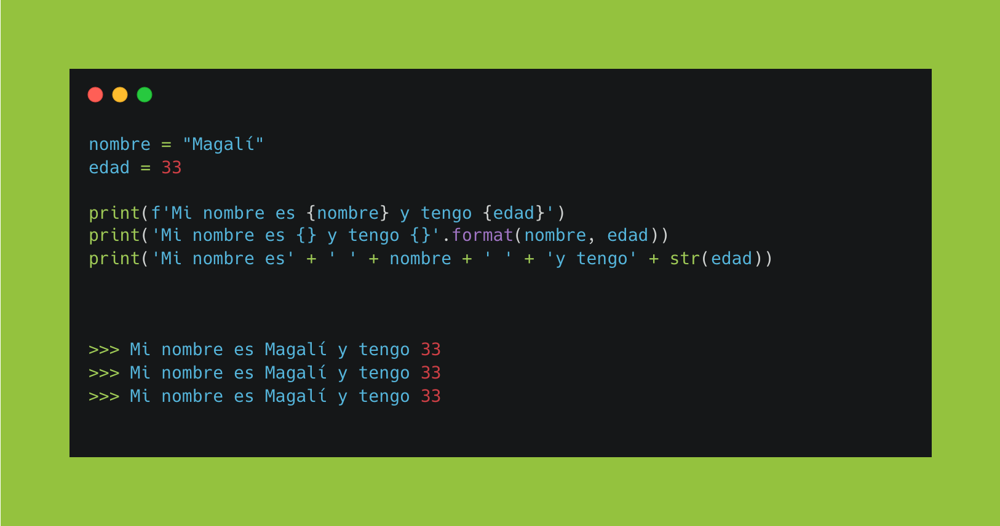 nombre = "Magalí"
edad = 33
print(f'Mi nombre es {nombre} y tengo {edad}')
print('Mi nombre es {} y tengo {}'.format(nombre, edad))
print('Mi nombre es' + ' ' + nombre + ' ' + 'y tengo' + str(edad))
>>> Mi nombre es Magalí y tengo 33
>>> Mi nombre es Magalí y tengo 33
>>> Mi nombre es Magalí y tengo 33